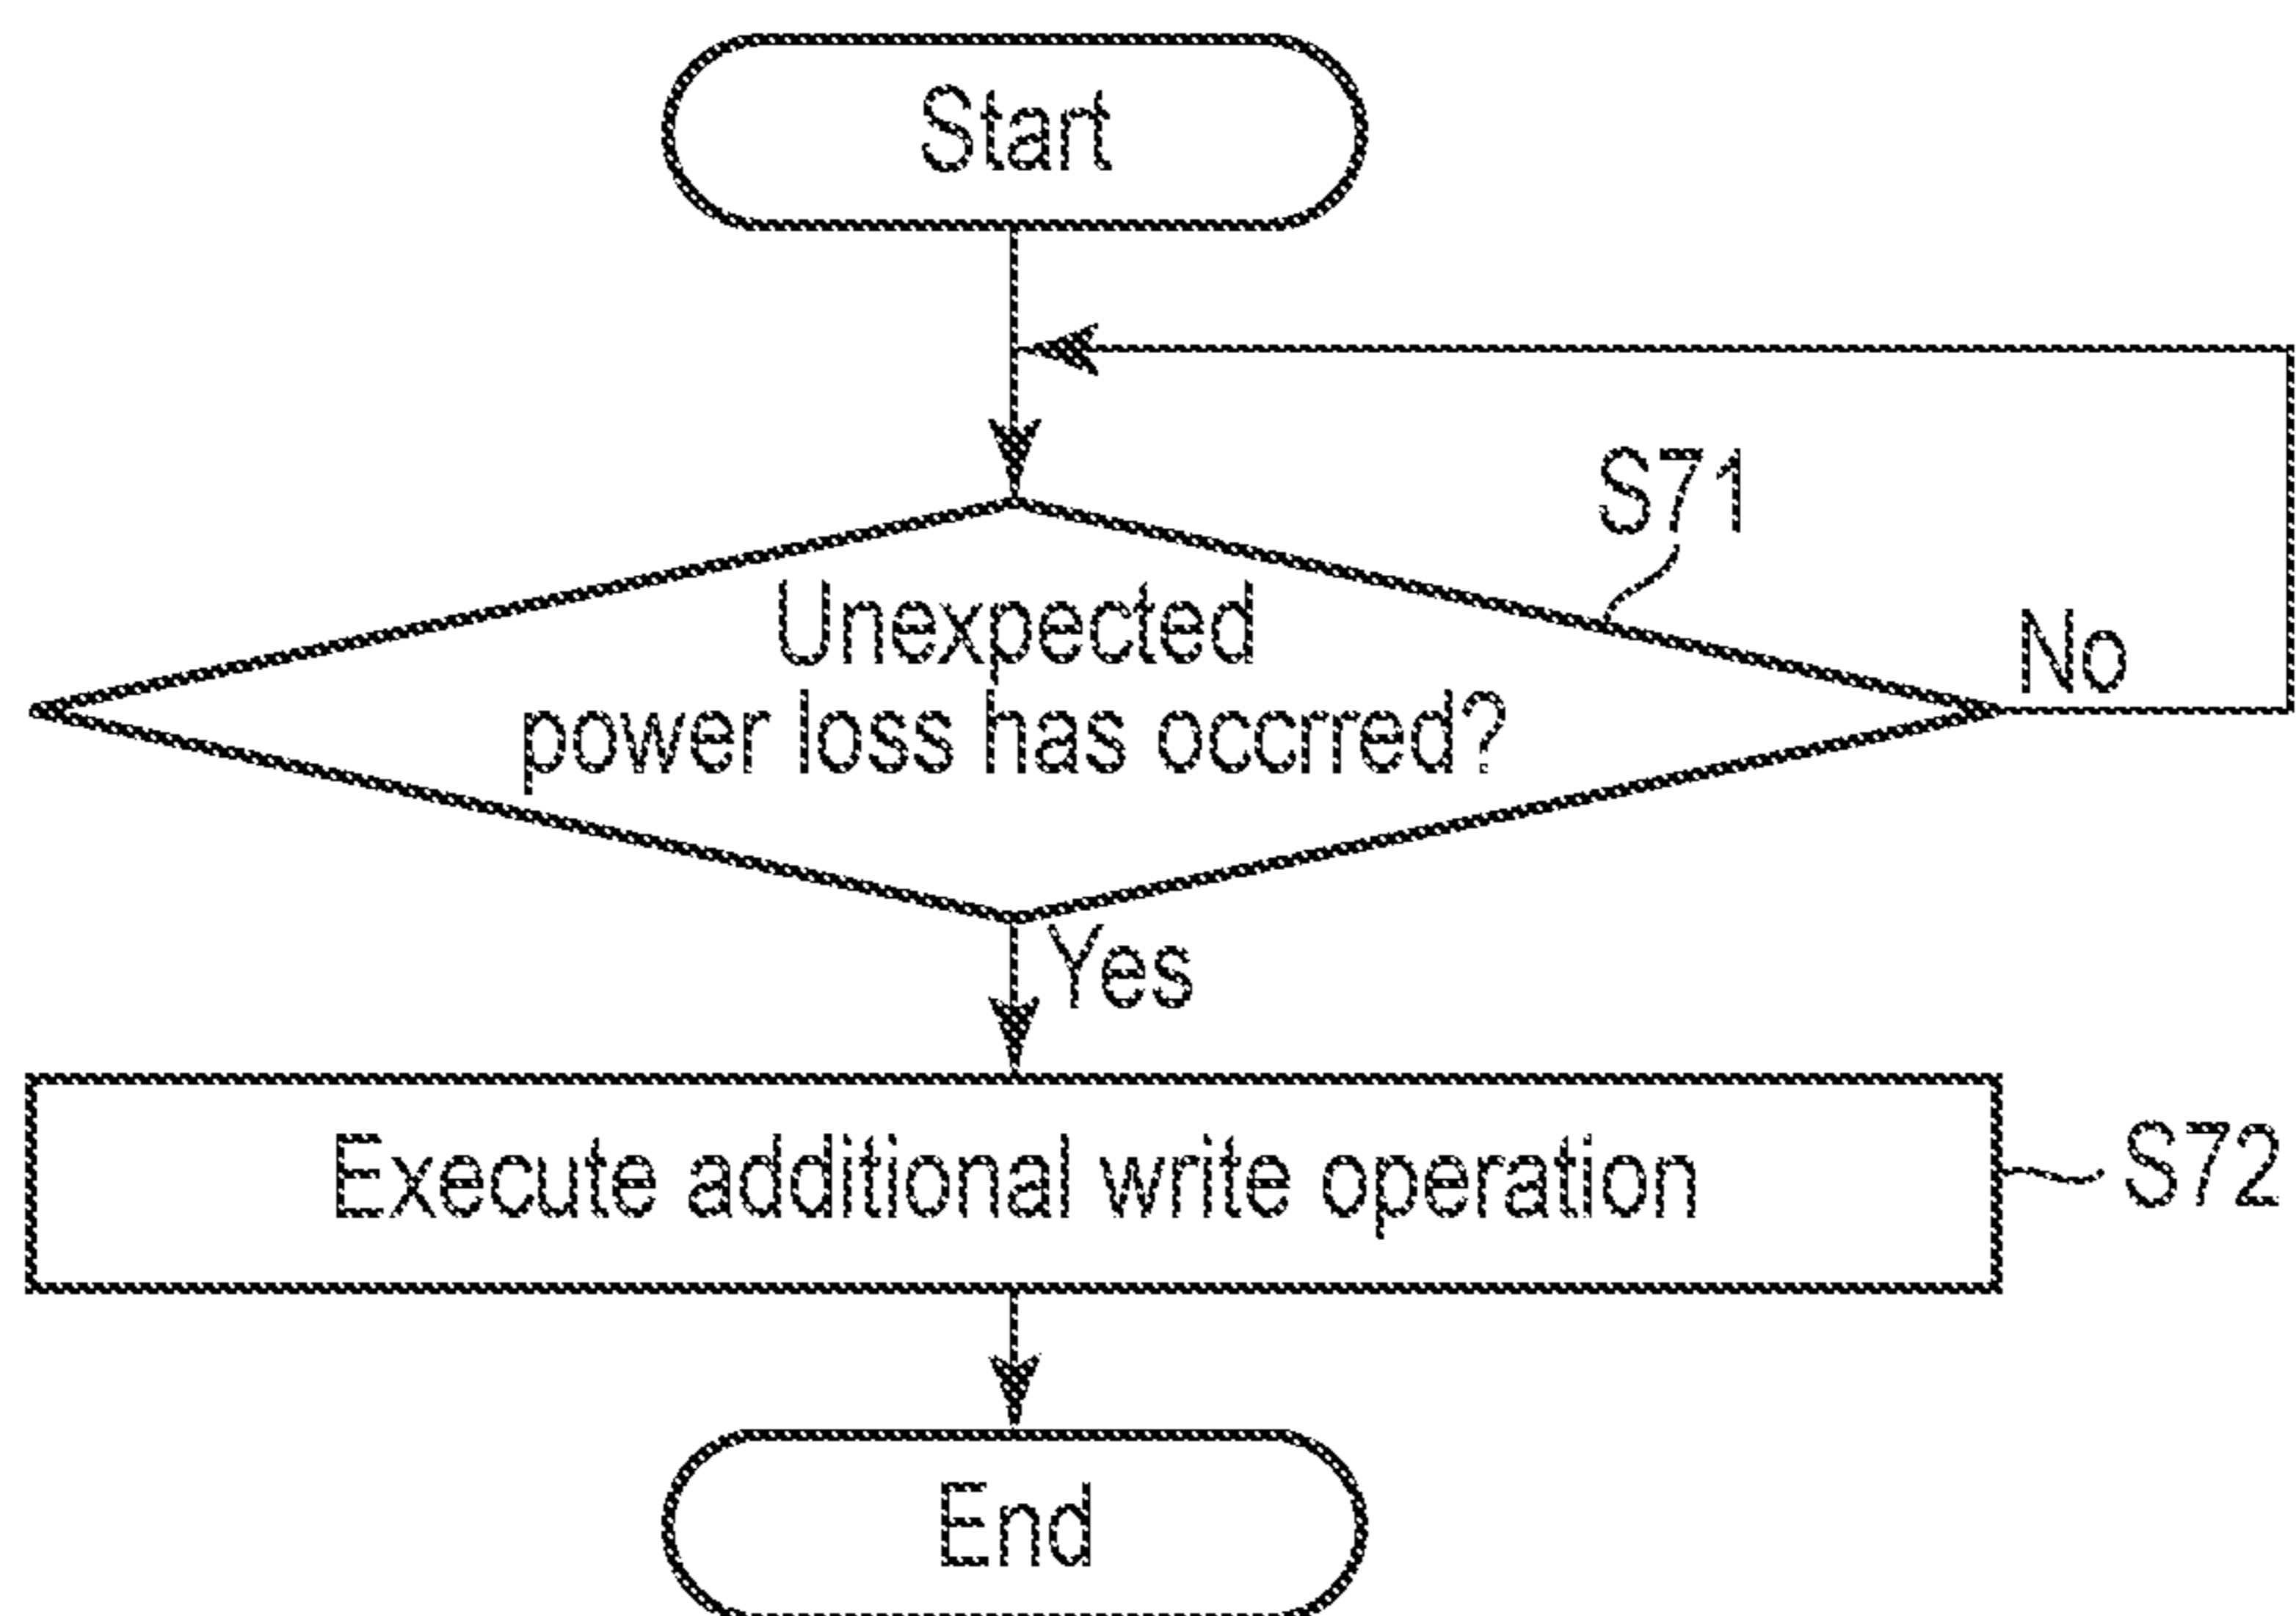 Start
S71
Unexpected
No
power loss has occrred?
Yes
Execute additional write operation
S72
End